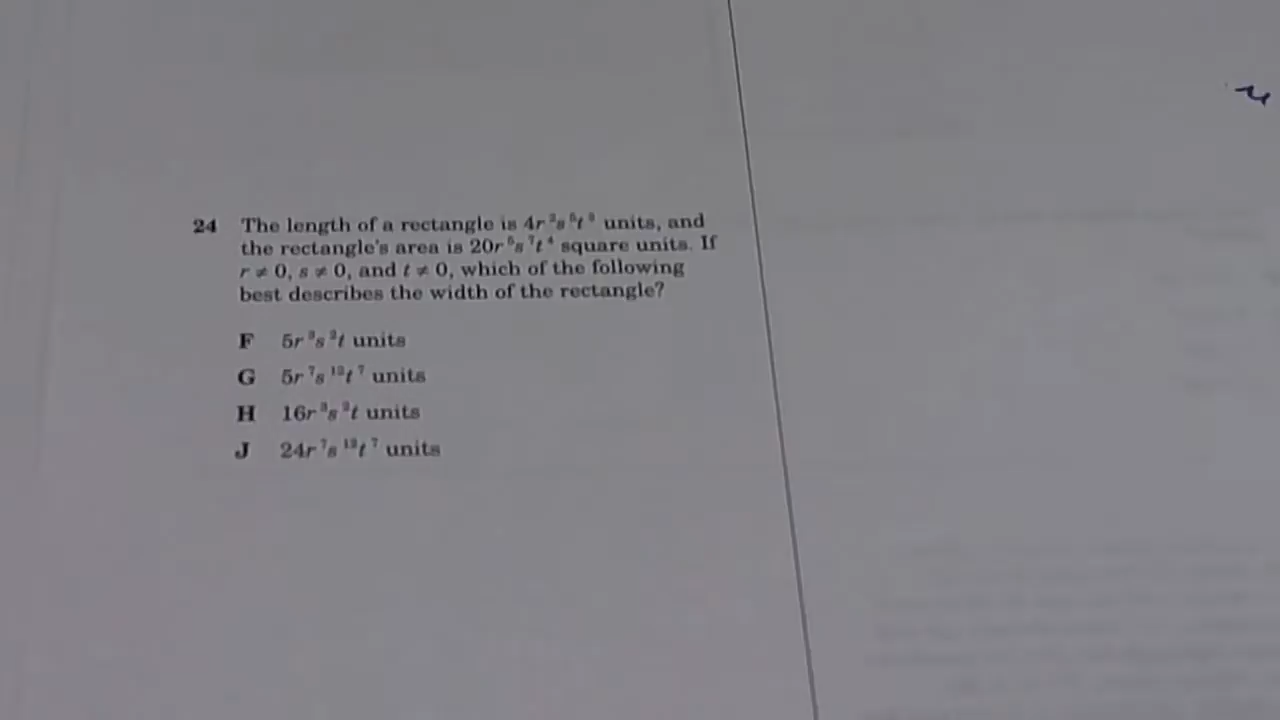 24 The length of a rectangle is 4r²s⁵t³ units, and
the rectangle's area is 20r⁵s⁷t⁴ square units. If
r ≠ 0, s ≠ 0, and t ≠ 0, which of the following
best describes the width of the rectangle?
F 5r³s²t units
G 5r⁷s¹²t⁷ units
H 16r³s²t units
J 24r⁷s¹²t⁷ units